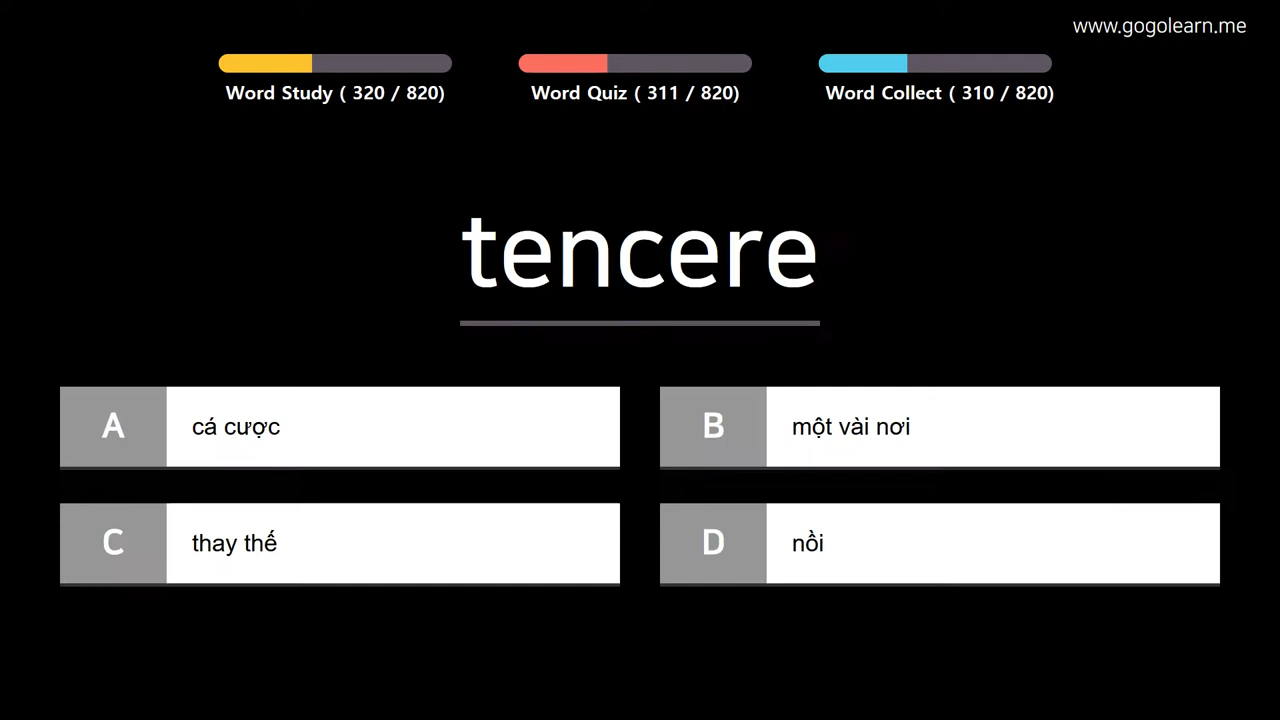 www.gogolearn.me
Word Study ( 320 / 820)
Word Quiz ( 311 / 820)
Word Collect ( 310 / 820)
tencere
A cá cược
B một vài nơi
C thay thế
D nồi